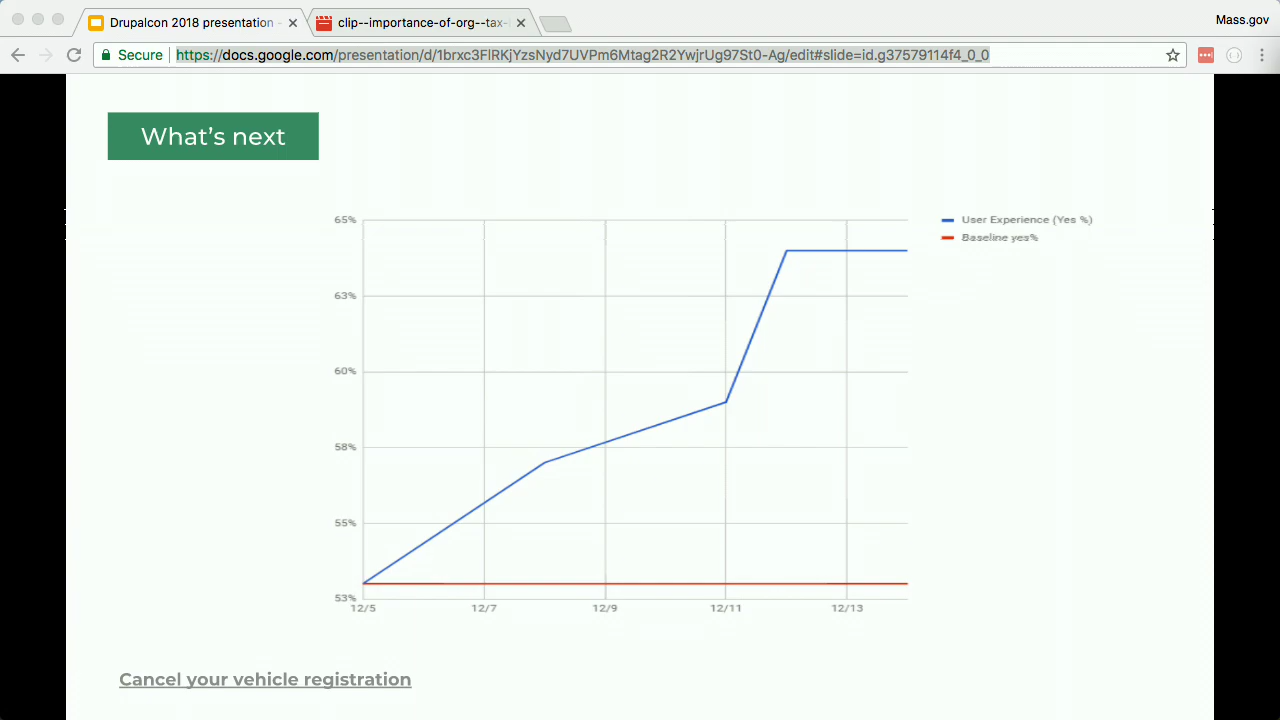 Drupalcon 2018 presentation -
clip--importance-of-org--tax-
Mass.gov
Secure
https://docs.google.com/presentation/d/1brxc3FlRKjYzsNyd7UVPm6Mtag2R2YwjrUg97St0-Ag/edit#slide=id.g37579114f4_0_0
What's next
65%
63%
60%
58%
55%
53%
12/5
12/7
12/9
12/11
12/13
User Experience (Yes %)
Baseline yes%
Cancel your vehicle registration